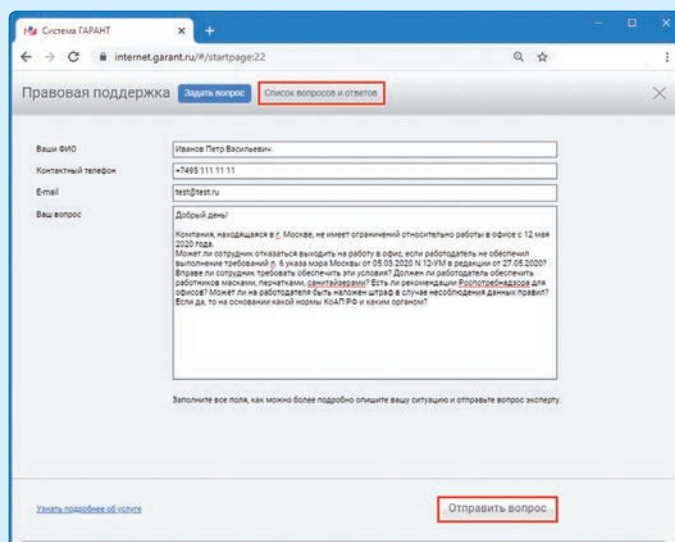 Система ГАРАНТ
internet.garant.ru/#/startpage:22
Правовая поддержка Задать вопрос Список вопросов и ответов
Ваши ФИО Иванов Петр Васильевич
Контактный телефон +7495 111 11 11
E-mail test@test.ru
Ваш вопрос Добрый день!
Компания, находящаяся в г. Москве, не имеет ограничений относительно работы в офисе с 12 мая
2020 года.
Может ли сотрудник отказаться выходить на работу в офис, если работодатель не обеспечил
выполнение требований п. 6 указа мэра Москвы от 05.03.2020 N 12-УМ в редакции от 27.05.2020?
Вправе ли сотрудник требовать обеспечить эти условия? Должен ли работодатель обеспечить
работников масками, перчатками, санитайзерами? Есть ли рекомендации Роспотребнадзора для
офисов? Может ли на работодателя быть наложен штраф в случае несоблюдения данных правил?
Если да, то на основании какой нормы КоАП РФ и каким органом?
Заполните все поля, как можно более подробно опишите вашу ситуацию и отправьте вопрос эксперту.
Узнать подробнее об услуге Отправить вопрос